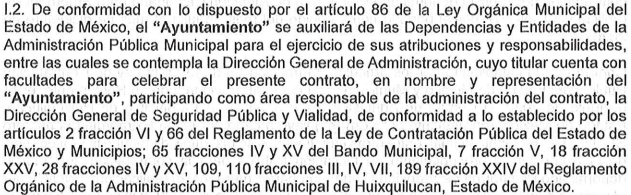 I.2. De conformidad con lo dispuesto por el artículo 86 de la Ley Orgánica Municipal del
Estado de México, el "Ayuntamiento" se auxiliará de las Dependencias y Entidades de la
Administración Pública Municipal para el ejercicio de sus atribuciones y responsabilidades,
entre las cuales se contempla la Dirección General de Administración, cuyo titular cuenta con
facultades para celebrar el presente contrato, en nombre y representación del
"Ayuntamiento", participando como área responsable de la administración del contrato, la
Dirección General de Seguridad Pública y Vialidad, de conformidad a lo establecido por los
artículos 2 fracción VI y 66 del Reglamento de la Ley de Contratación Pública del Estado de
México y Municipios; 65 fracciones IV y XV del Bando Municipal, 7 fracción V, 18 fracción
XXV, 28 fracciones IV y XV, 109, 110 fracciones III, IV, VII, 189 fracción XXIV del Reglamento
Orgánico de la Administración Pública Municipal de Huixquilucan, Estado de México.